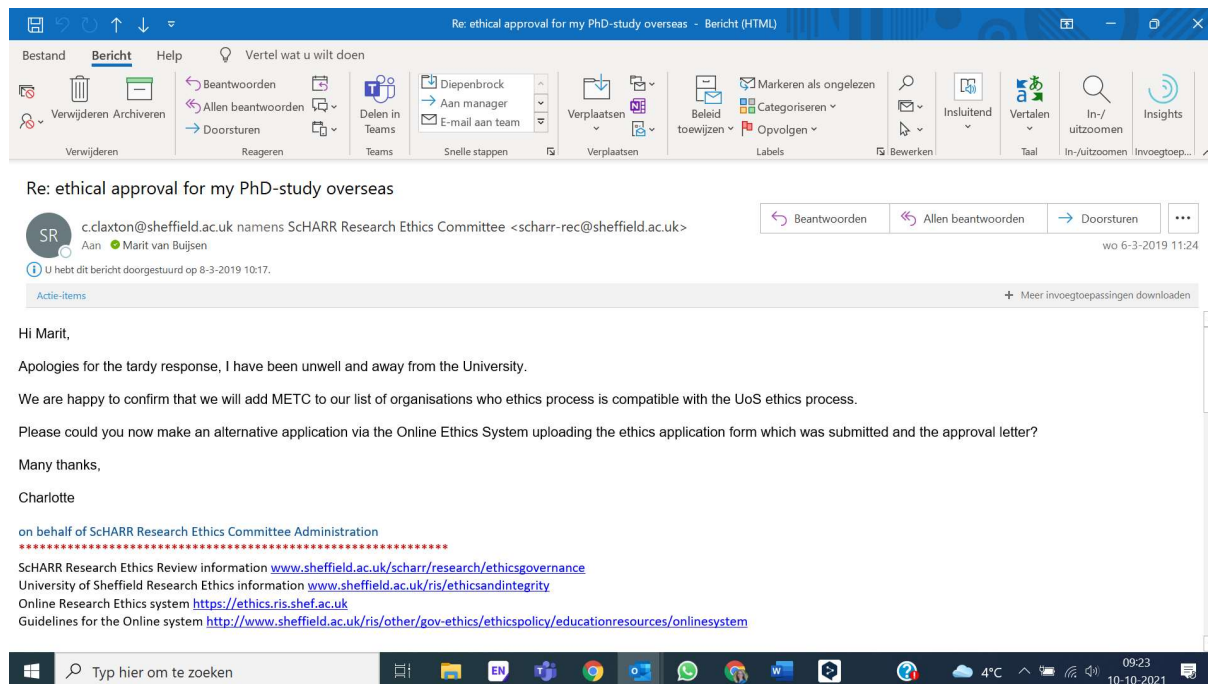 Re: ethical approval for my PhD-study overseas - Bericht (HTML)
Bestand Bericht Help Vertel wat u wilt doen
Verwijderen Archiveren
Beantwoorden
Allen beantwoorden
Doorsturen
Delen in Teams
Diepenbrock
Aan manager
E-mail aan team
Verplaatsen
Beleid toewijzen
Markeren als ongelezen
Categoriseren
Opvolgen
Insluitend
Vertalen
In-/ uitzoomen
Insights
Verwijderen Reageren Teams Snelle stappen Verplaatsen Labels Bewerken Taal In-/uitzoomen Invoegtoep...
Re: ethical approval for my PhD-study overseas
SR
c.claxton@sheffield.ac.uk namens ScHARR Research Ethics Committee <scharr-rec@sheffield.ac.uk>
Aan Marit van Buijsen
Beantwoorden Allen beantwoorden Doorsturen
wo 6-3-2019 11:24
U hebt dit bericht doorgestuurd op 8-3-2019 10:17.
Actie-items + Meer invoegtoepassingen downloaden
Hi Marit,
Apologies for the tardy response, I have been unwell and away from the University.
We are happy to confirm that we will add METC to our list of organisations who ethics process is compatible with the UoS ethics process.
Please could you now make an alternative application via the Online Ethics System uploading the ethics application form which was submitted and the approval letter?
Many thanks,
Charlotte
on behalf of ScHARR Research Ethics Committee Administration
*************************************************************
ScHARR Research Ethics Review information www.sheffield.ac.uk/scharr/research/ethicsgovernance
University of Sheffield Research Ethics information www.sheffield.ac.uk/ris/ethicsandintegrity
Online Research Ethics system https://ethics.ris.shef.ac.uk
Guidelines for the Online system http://www.sheffield.ac.uk/ris/other/gov-ethics/ethicspolicy/educationresources/onlinesystem
Typ hier om te zoeken
EN
4°C
09:23
10-10-2021